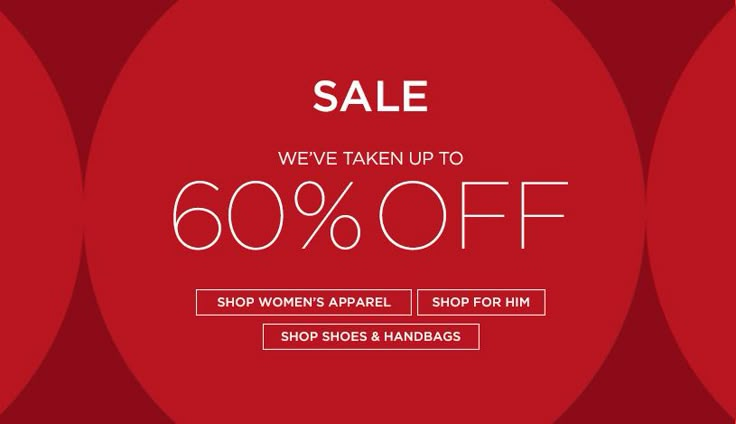 SALE
WE'VE TAKEN UP TO
60% OFF
SHOP WOMEN'S APPAREL
SHOP FOR HIM
SHOP SHOES & HANDBAGS